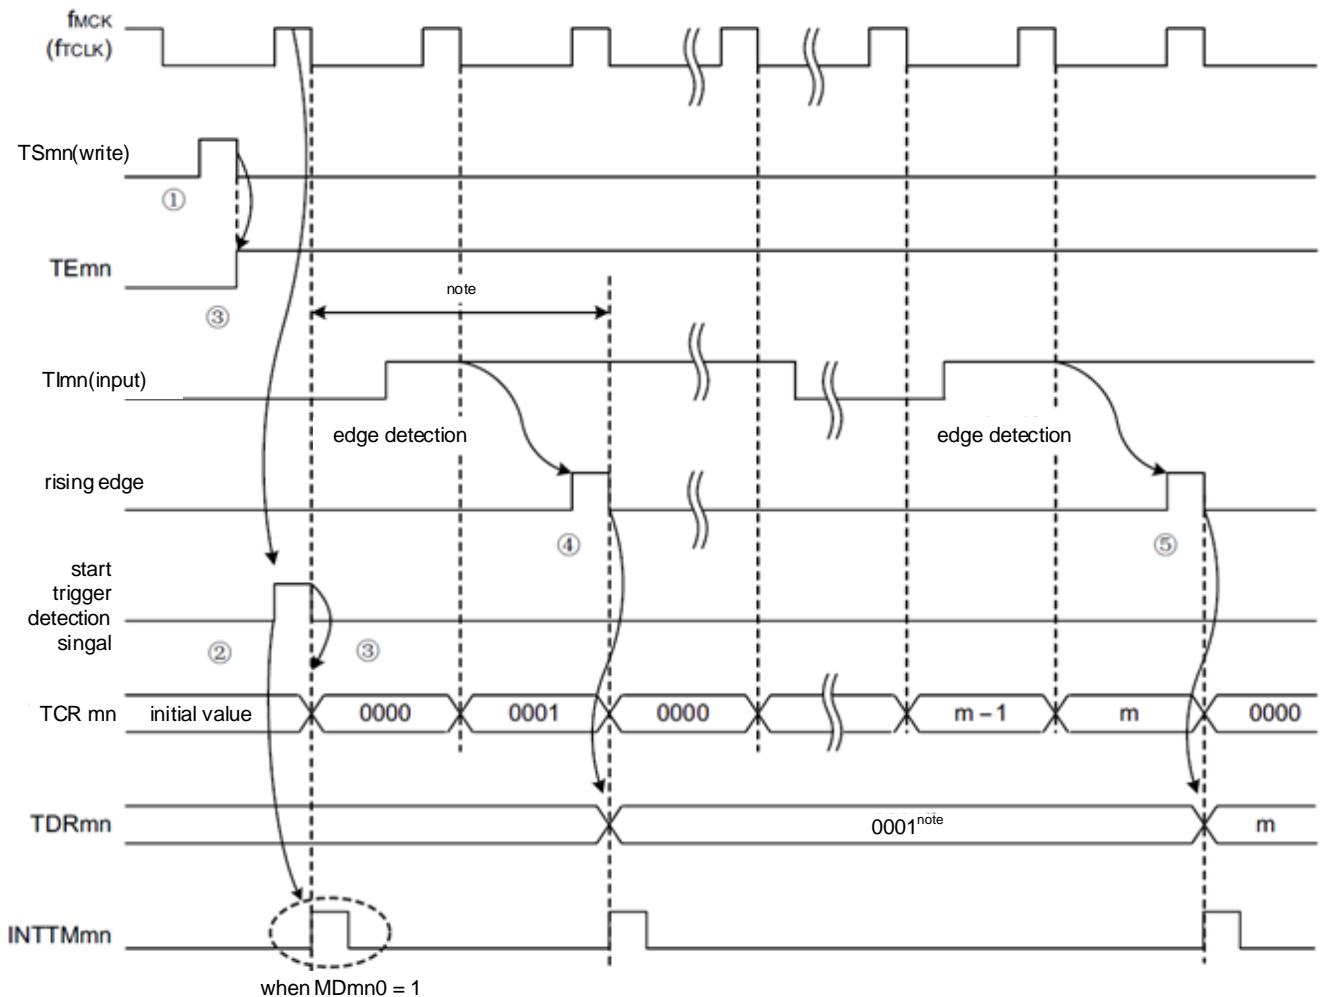 fMCK
(fTCLK)
TSmn(write)
①
TEmn
③
note
TImn(input)
edge detection
edge detection
rising edge
④
⑤
start
trigger
detection
singal
②
③
TCR mn
initial value
0000
0001
0000
m – 1
m
0000
TDRmn
0001note
m
INTTMmn
when MDmn0 = 1